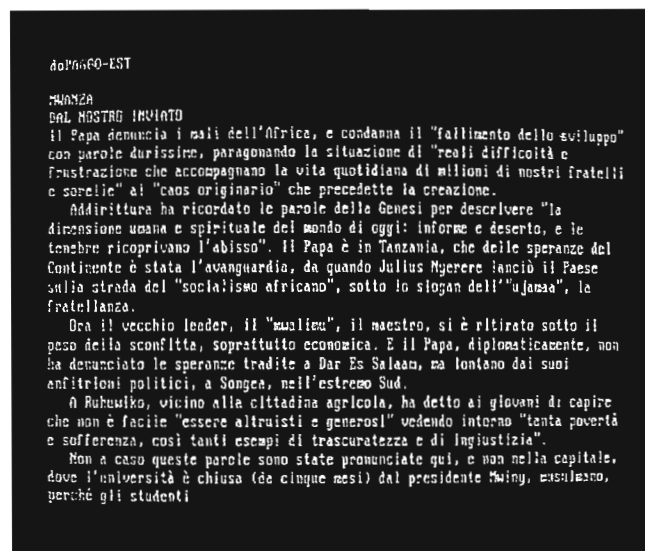 MWANZA
DAL NOSTRO INVIATO
il Papa denuncia i mali dell'Africa, e condanna il "fallimento dello sviluppo"
con parole durissime, paragonando la situazione di "reali difficoltà e
frustrazione che accompagnano la vita quotidiana di milioni di nostri fratelli
e sorelle" al "caos originario" che precedette la creazione.
Addirittura ha ricordato le parole della Genesi per descrivere "la
dimensione umana e spirituale del mondo di oggi: informe e deserto, e le
tenebre ricoprivano l'abisso". Il Papa è in Tanzania, che delle speranze del
Continente è stata l'avanguardia, da quando Julius Nyerere lanciò il Paese
sulla strada del "socialismo africano", sotto lo slogan dell'"ujamaa", la
fratellanza.
Ora il vecchio leader, il "mwalimu", il maestro, si è ritirato sotto il
peso della sconfitta, soprattutto economica. E il Papa, diplomaticamente, non
ha denunciato le speranze tradite a Dar Es Salaam, ma lontano dai suoi
anfitrioni politici, a Songea, nell'estremo Sud.
A Ruhuwiko, vicino alla cittadina agricola, ha detto ai giovani di capire
che non è facile "essere altruisti e generosi" vedendo intorno "tanta povertà
e sofferenza, così tanti esempi di trascuratezza e di ingiustizia".
Non a caso queste parole sono state pronunciate qui, e non nella capitale,
dove l'università è chiusa (da cinque mesi) dal presidente Mwiny, musulmano,
perché gli studenti